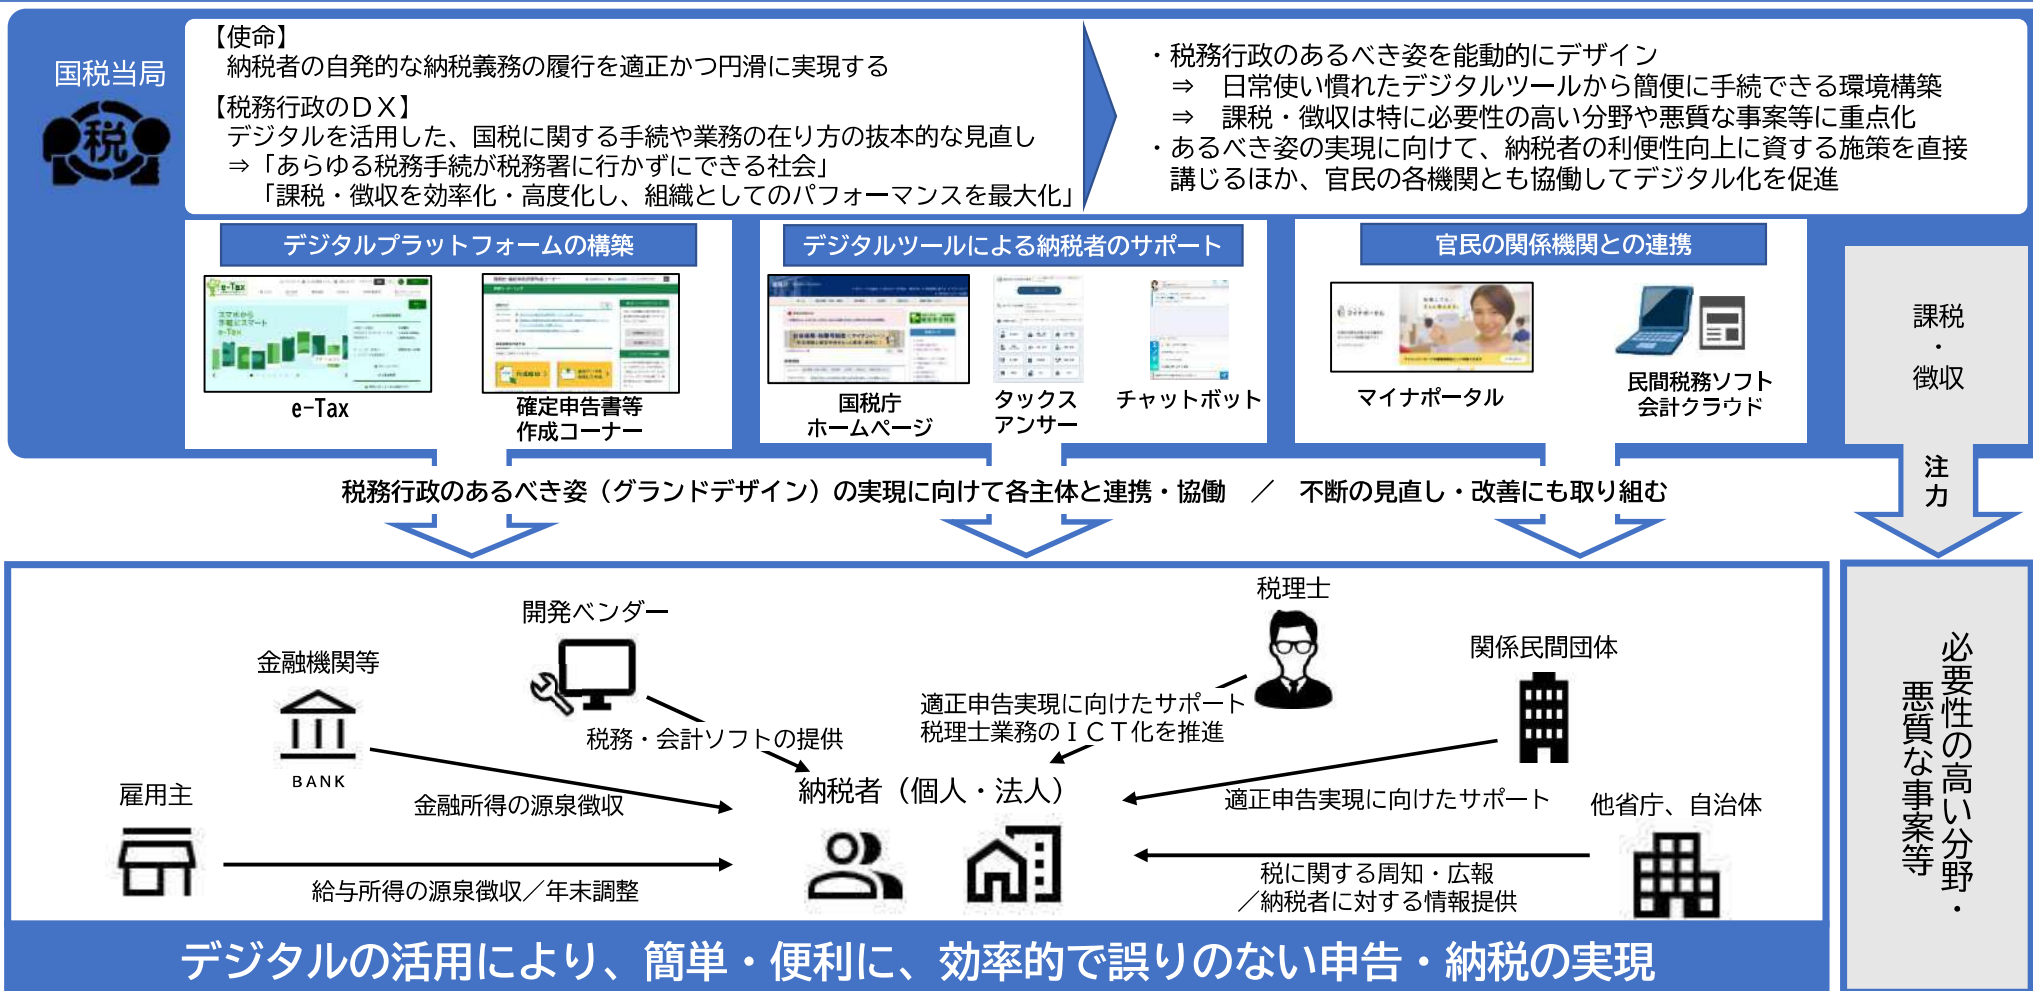 国税当局
税
【使命】
納税者の自発的な納税義務の履行を適正かつ円滑に実現する
【税務行政のＤＸ】
デジタルを活用した、国税に関する手続や業務の在り方の抜本的な見直し
⇒「あらゆる税務手続が税務署に行かずにできる社会」
「課税・徴収を効率化・高度化し、組織としてのパフォーマンスを最大化」
・税務行政のあるべき姿を能動的にデザイン
⇒　日常使い慣れたデジタルツールから簡便に手続できる環境構築
⇒　課税・徴収は特に必要性の高い分野や悪質な事案等に重点化
・あるべき姿の実現に向けて、納税者の利便性向上に資する施策を直接
講じるほか、官民の各機関とも協働してデジタル化を促進
デジタルプラットフォームの構築
e-Tax
スマホから
手軽にスマート
e-Tax
e-Tax
確定申告書等
作成コーナー
デジタルツールによる納税者のサポート
国税庁
ホームページ
タックス
アンサー
チャットボット
官民の関係機関との連携
マイナポータル
マイナポータル
民間税務ソフト
会計クラウド
課税
・
徴収
注
力
税務行政のあるべき姿（グランドデザイン）の実現に向けて各主体と連携・協働　／　不断の見直し・改善にも取り組む
開発ベンダー
税理士
金融機関等
関係民間団体
BANK
税務・会計ソフトの提供
適正申告実現に向けたサポート
税理士業務のＩＣＴ化を推進
雇用主
金融所得の源泉徴収
納税者（個人・法人）
適正申告実現に向けたサポート
他省庁、自治体
給与所得の源泉徴収／年末調整
税に関する周知・広報
／納税者に対する情報提供
必要性の高い分野・
悪質な事案等
デジタルの活用により、簡単・便利に、効率的で誤りのない申告・納税の実現